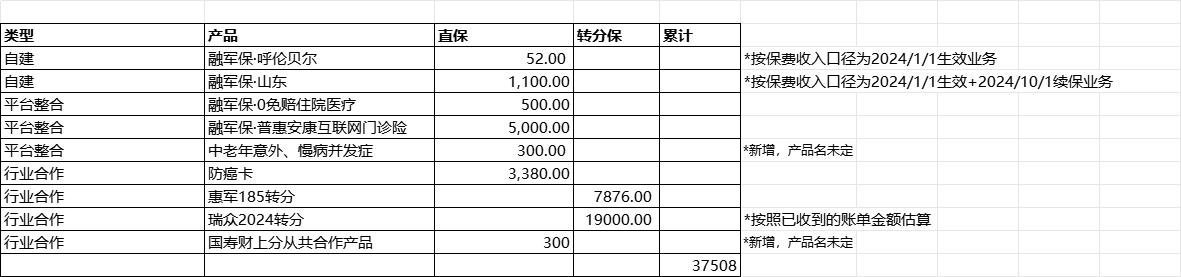 类型 产品 直保 转分保 累计
自建 融军保·呼伦贝尔 52.00 *按保费收入口径为2024/1/1生效业务
自建 融军保·山东 1,100.00 *按保费收入口径为2024/1/1生效+2024/10/1续保业务
平台整合 融军保·0免赔住院医疗 500.00
平台整合 融军保·普惠安康互联网门诊险 5,000.00
平台整合 中老年意外、慢病并发症 300.00 *新增，产品名未定
行业合作 防癌卡 3,380.00
行业合作 惠军185转分 7876.00
行业合作 瑞众2024转分 19000.00 *按照已收到的账单金额估算
行业合作 国寿财上分从共合作产品 300 *新增，产品名未定
37508